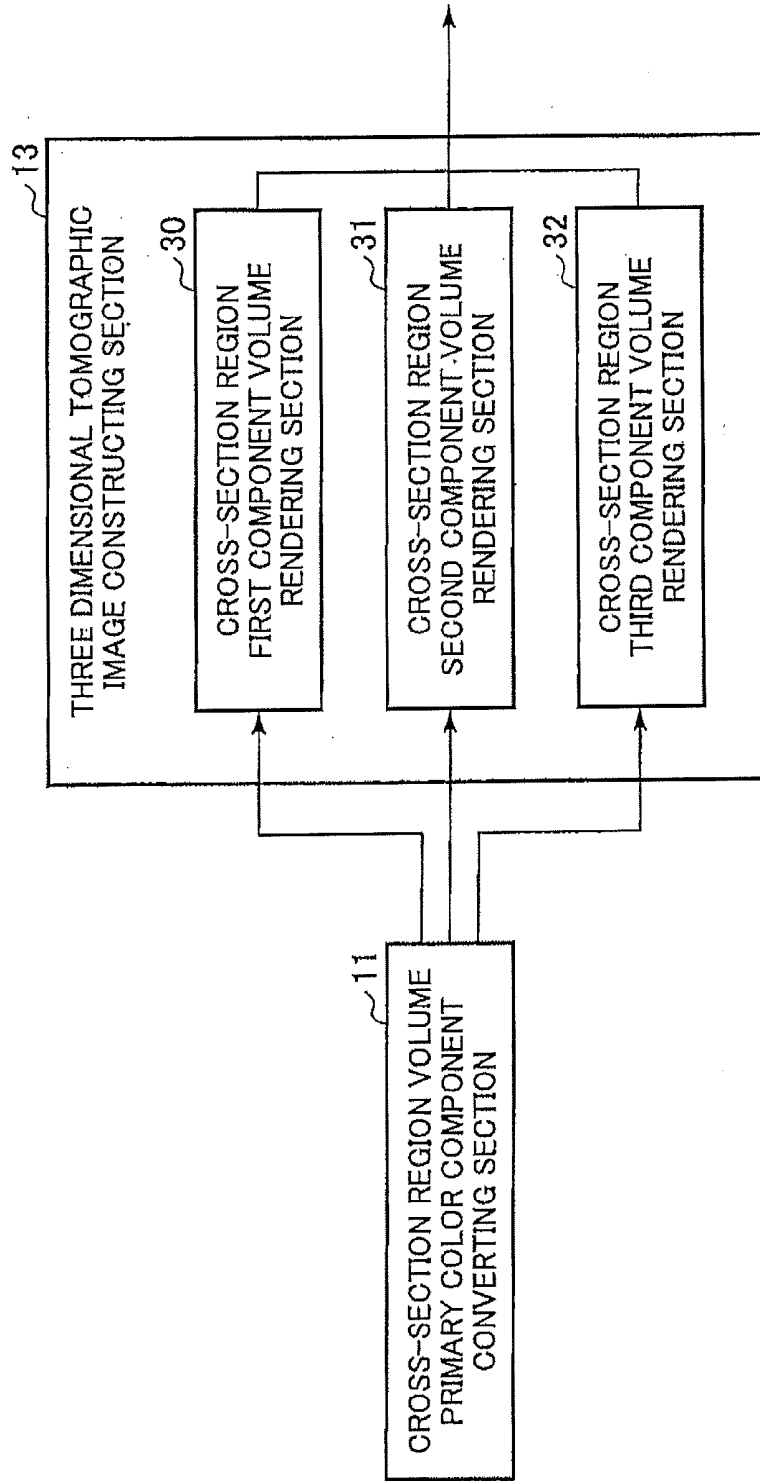 THREE DIMENSIONAL TOMOGRAPHIC
IMAGE CONSTRUCTING SECTION
13
CROSS-SECTION REGION
FIRST COMPONENT VOLUME
RENDERING SECTION
30
CROSS-SECTION REGION
SECOND COMPONENT VOLUME
RENDERING SECTION
31
CROSS-SECTION REGION
THIRD COMPONENT VOLUME
RENDERING SECTION
32
CROSS-SECTION REGION VOLUME
PRIMARY COLOR COMPONENT
CONVERTING SECTION
11